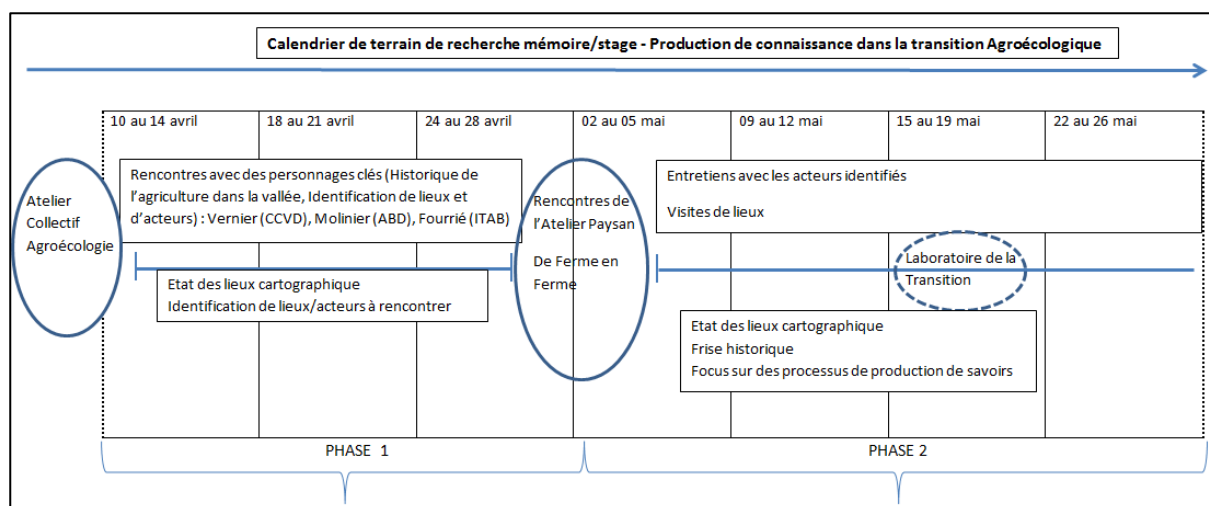 Calendrier de terrain de recherche mémoire/stage - Production de connaissance dans la transition Agroécologique
10 au 14 avril
18 au 21 avril
24 au 28 avril
02 au 05 mai
09 au 12 mai
15 au 19 mai
22 au 26 mai
Atelier
Collectif
Agroécologie
Rencontres avec des personnages clés (Historique de
l'agriculture dans la vallée, Identification de lieux et
d'acteurs) : Vernier (CCVD), Molinier (ABD), Fourrié (ITAB)
Etat des lieux cartographique
Identification de lieux/acteurs à rencontrer
Rencontres de
l'Atelier Paysan
De Ferme en
Ferme
Entretiens avec les acteurs identifiés
Visites de lieux
Laboratoire de la
Transition
Etat des lieux cartographique
Frise historique
Focus sur des processus de production de savoirs
PHASE 1
PHASE 2